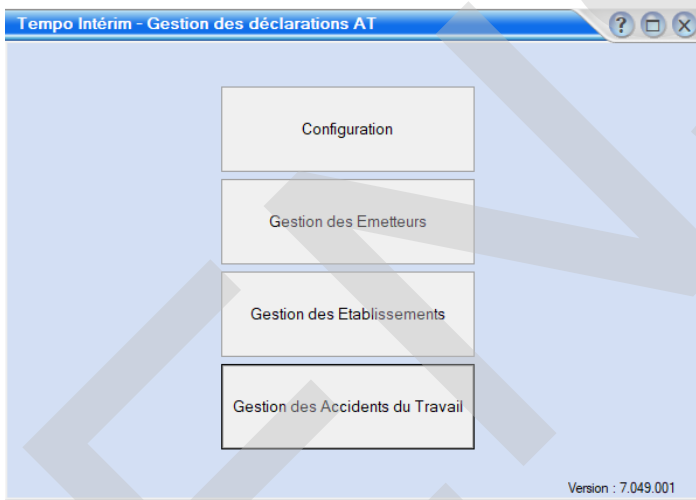 Tempo Intérim - Gestion des déclarations AT
Configuration
Gestion des Emetteurs
Gestion des Etablissements
Gestion des Accidents du Travail
Version : 7.049.001